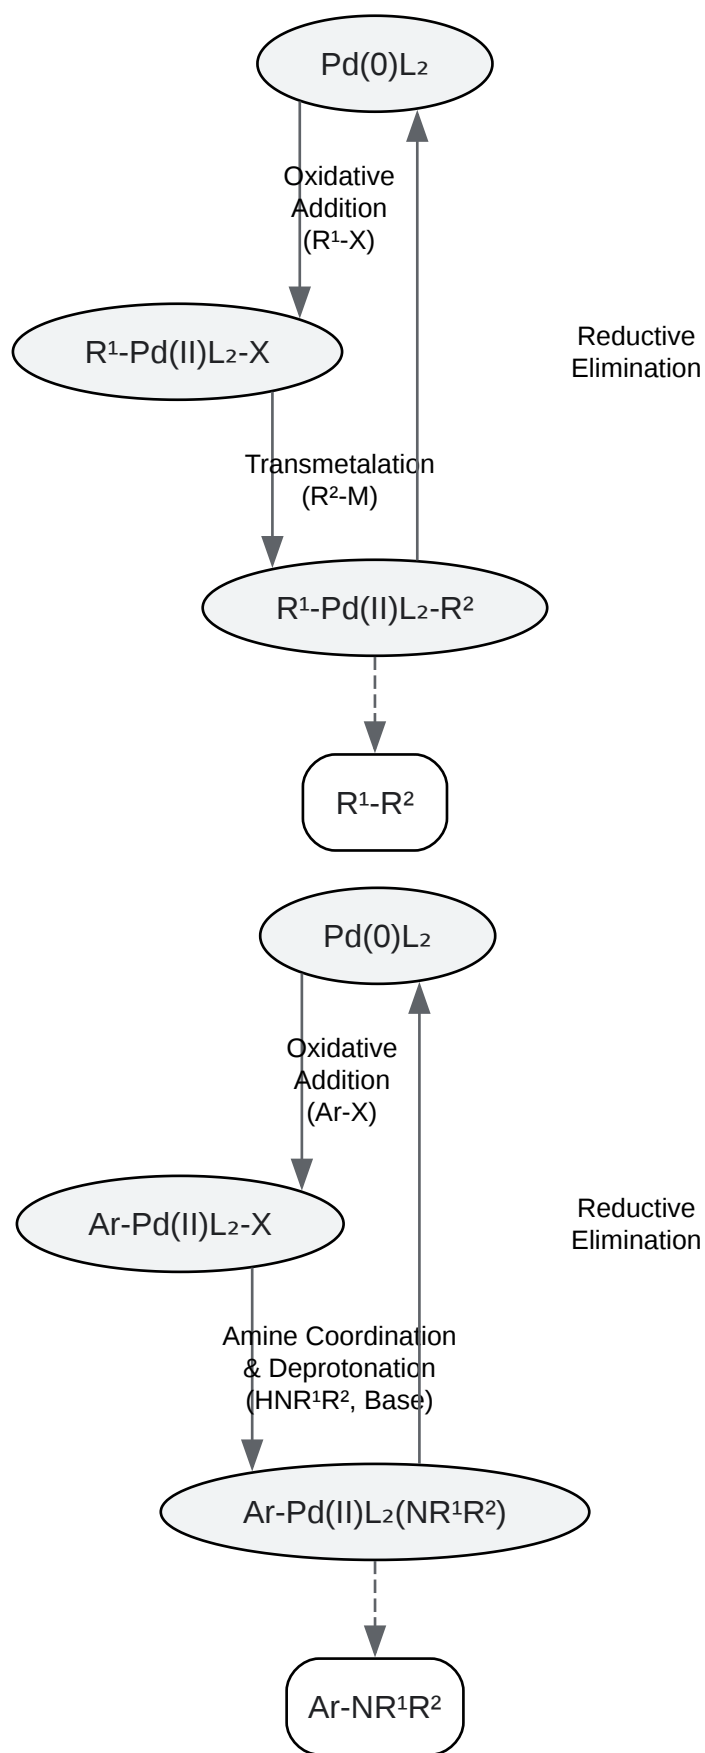 Pd(0)L₂
Oxidative
Addition
(R¹-X)
R¹-Pd(II)L₂-X
Reductive
Elimination
Transmetalation
(R²-M)
R¹-Pd(II)L₂-R²
R¹-R²
Pd(0)L₂
Oxidative
Addition
(Ar-X)
Ar-Pd(II)L₂-X
Reductive
Elimination
Amine Coordination
& Deprotonation
(HNR¹R², Base)
Ar-Pd(II)L₂(NR¹R²)
Ar-NR¹R²